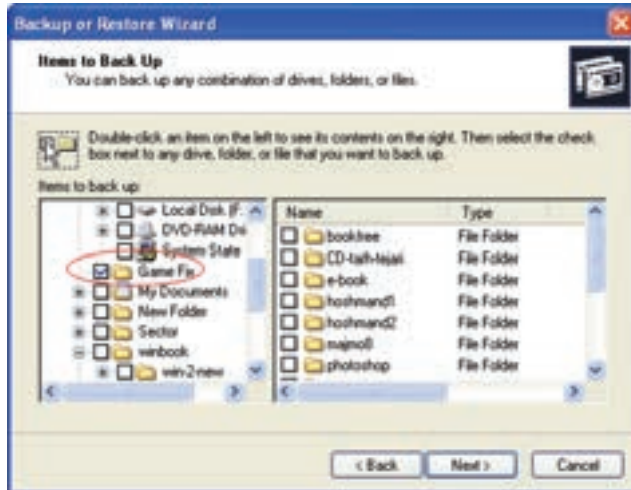 Backup or Restore Wizard
Items to Back Up
You can back up any combination of drives, folders, or files.
Double-click an item on the left to see its contents on the right. Then select the check
box next to any drive, folder, or file that you want to back up.
Items to back up:
Local Disk (F:
DVD-RAM Dri
System State
Game Fix
My Documents
New Folder
Sector
winbook
win-2-new
Name Type
bookfree File Folder
CD-tarh-tejari File Folder
e-book File Folder
hoshmand1 File Folder
hoshmand2 File Folder
File Folder
photoshop File Folder
< Back Next > Cancel